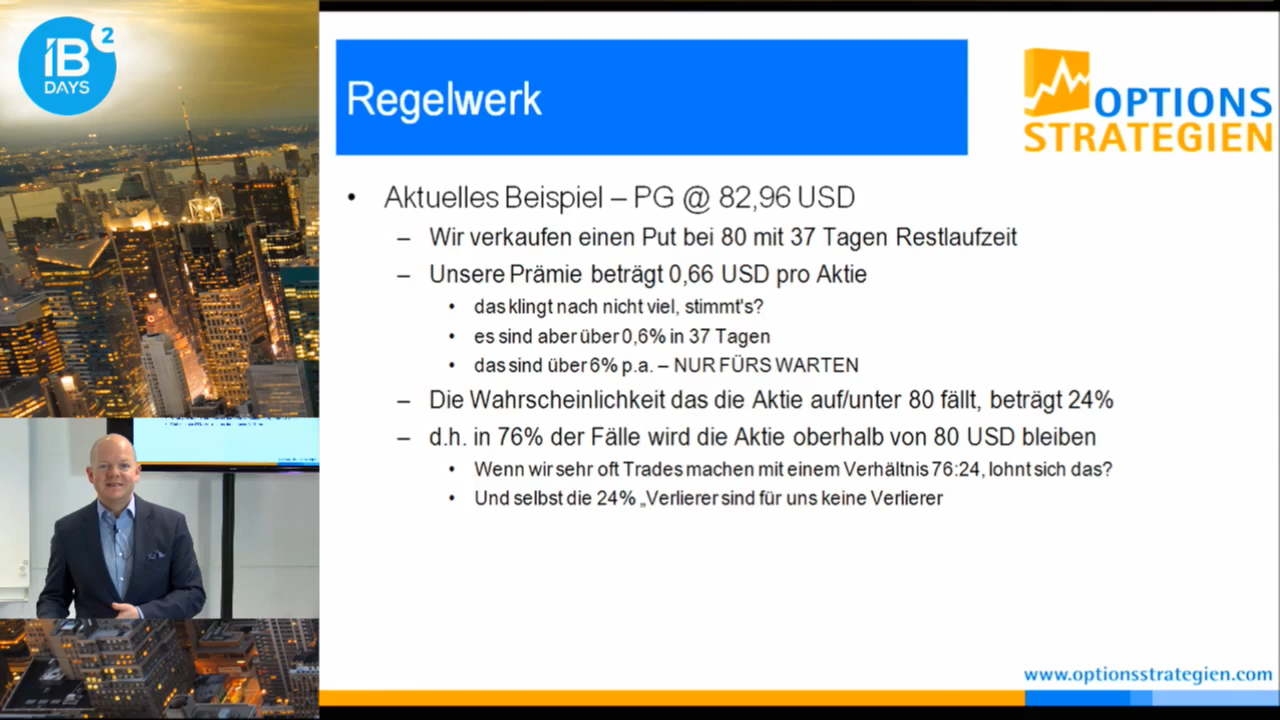 IB 2
DAYS
Regelwerk
OPTIONS
STRATEGIEN
• Aktuelles Beispiel – PG @ 82,96 USD
– Wir verkaufen einen Put bei 80 mit 37 Tagen Restlaufzeit
– Unsere Prämie beträgt 0,66 USD pro Aktie
• das klingt nach nicht viel, stimmt's?
• es sind aber über 0,6% in 37 Tagen
• das sind über 6% p.a. – NUR FÜRS WARTEN
– Die Wahrscheinlichkeit das die Aktie auf/unter 80 fällt, beträgt 24%
– d.h. in 76% der Fälle wird die Aktie oberhalb von 80 USD bleiben
• Wenn wir sehr oft Trades machen mit einem Verhältnis 76:24, lohnt sich das?
• Und selbst die 24% „Verlierer sind für uns keine Verlierer
www.optionsstrategien.com